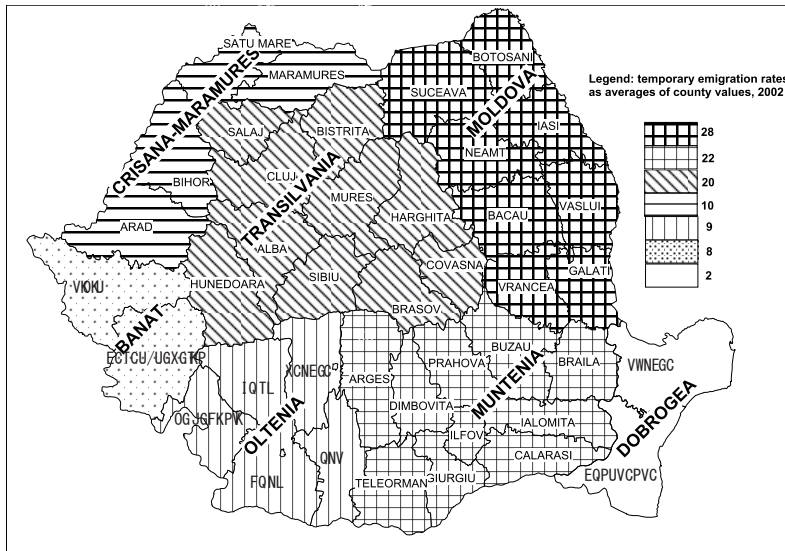 SATU MARE
MARAMURES
BOTOSANI
SUCEAVA
Legend: temporary emigration rates
as averages of county values, 2002
CRISANA-MARAMURES
MOLDOVA
SALAJ
BISTRITA
IASI
NEAMT
CLUJ
BIHOR
TRANSILVANIA
MURES
HARGHITA
BACAU
VASLUI
ARAD
ALBA
COVASNA
HUNEDOARA
SIBIU
VKOKU
VRANCEA
GALATI
BRASOV
BANAT
ECTCU/UGXGTKP
IQTL
XCNEGC
ARGES
PRAHOVA
BUZAU
BRAILA
VWNEGC
MUNTENIA
OGJGFKPVK
OLTENIA
DIMBOVITA
ILFOV
IALOMITA
DOBROGEA
QNV
CALARASI
FQNL
TELEORMAN
GIURGIU
EQPUVCPVC
28
22
20
10
9
8
2